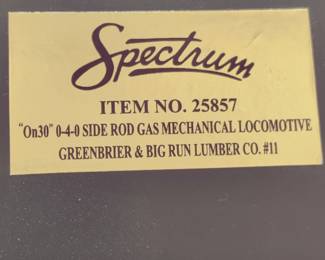 Spectrum
ITEM NO. 25857
"On30" 0-4-0 SIDE ROD GAS MECHANICAL LOCOMOTIVE
GREENBRIER & BIG RUN LUMBER CO. #11